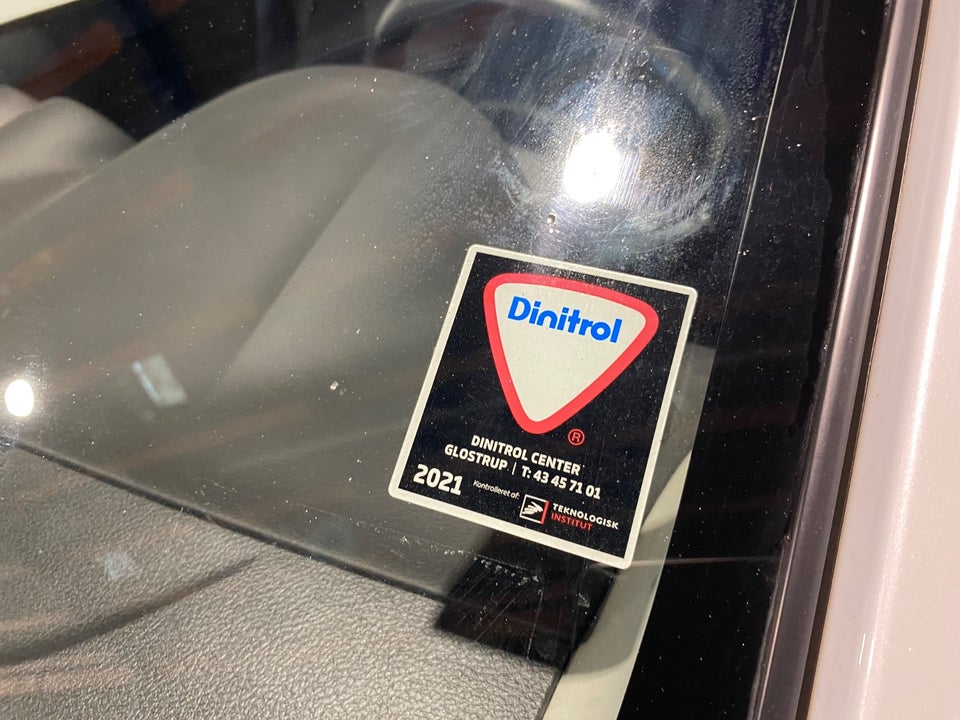 Dinitrol
®
DINITROL CENTER
GLOSTRUP | T: 43 45 71 01
2021 Kontrolleret af: TEKNOLOGISK
INSTITUT